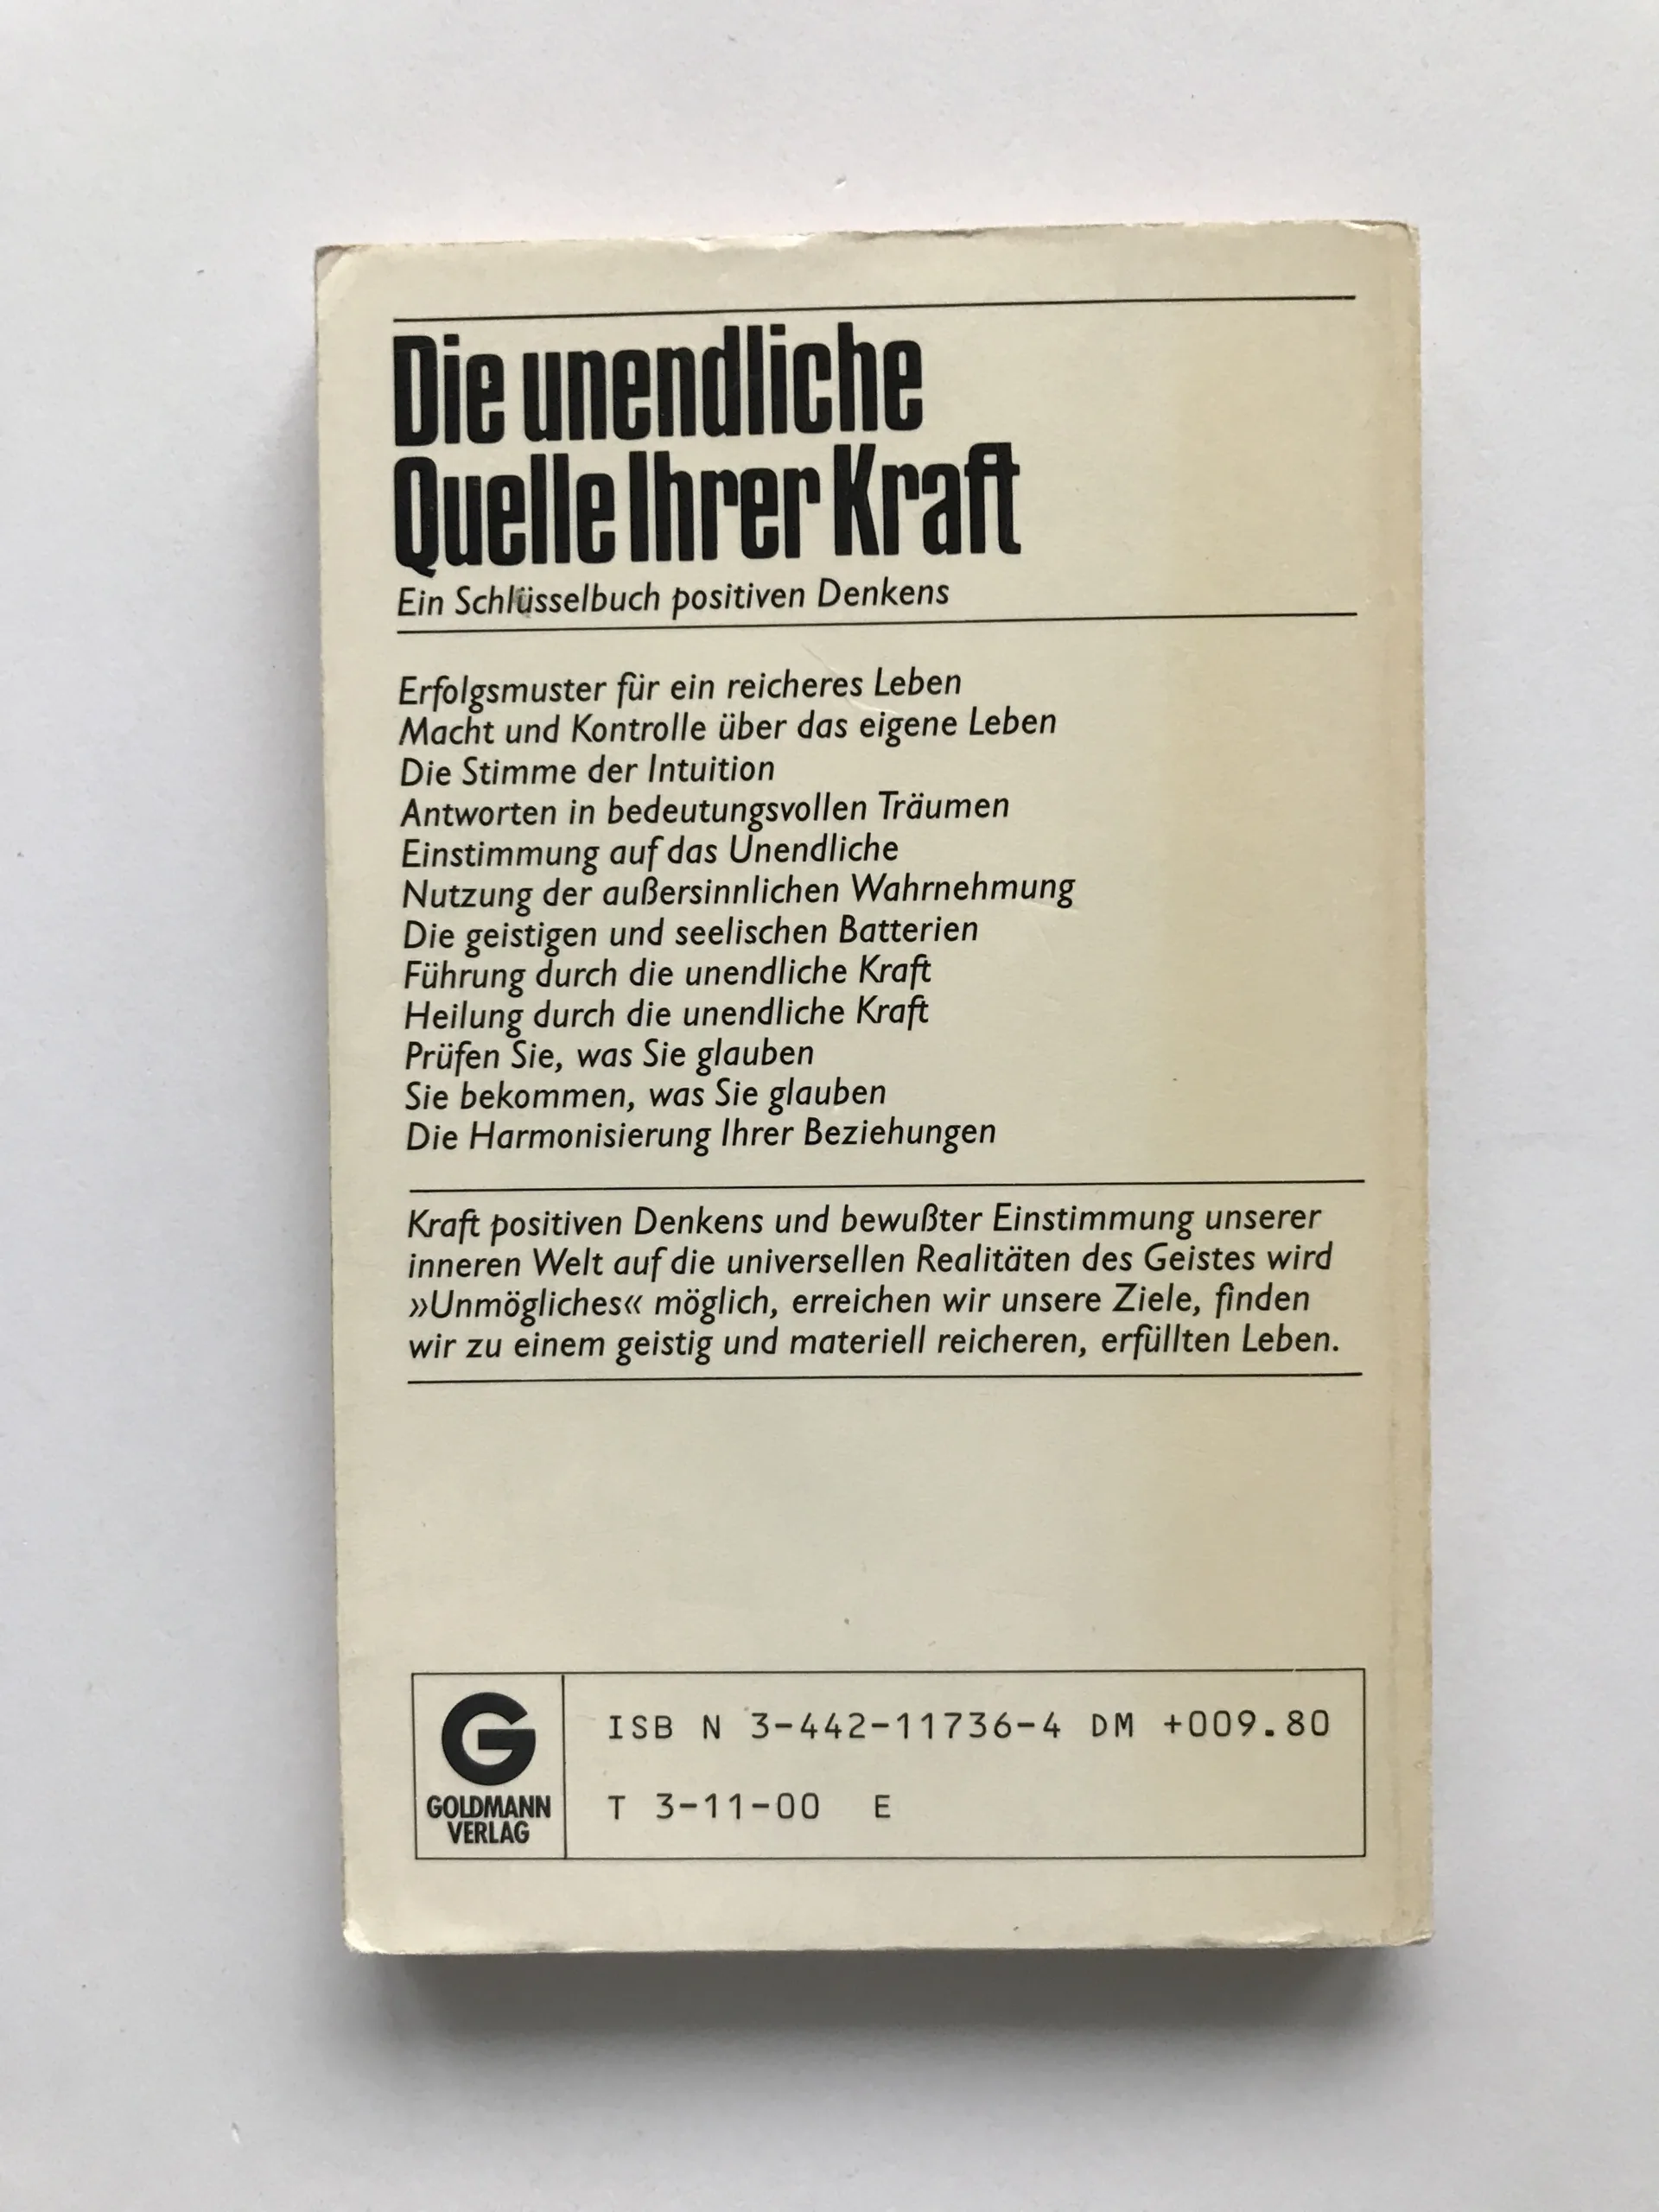 Die unendliche
Quelle Ihrer Kraft
Ein Schlüsselbuch positiven Denkens
Erfolgsmuster für ein reicheres Leben
Macht und Kontrolle über das eigene Leben
Die Stimme der Intuition
Antworten in bedeutungsvollen Träumen
Einstimmung auf das Unendliche
Nutzung der außersinnlichen Wahrnehmung
Die geistigen und seelischen Batterien
Führung durch die unendliche Kraft
Heilung durch die unendliche Kraft
Prüfen Sie, was Sie glauben
Sie bekommen, was Sie glauben
Die Harmonisierung Ihrer Beziehungen
Kraft positiven Denkens und bewußter Einstimmung unserer
inneren Welt auf die universellen Realitäten des Geistes wird
»Unmögliches« möglich, erreichen wir unsere Ziele, finden
wir zu einem geistig und materiell reicheren, erfüllten Leben.
G
GOLDMANN
VERLAG
ISB N 3-442-11736-4 DM +009.80
T 3-11-00 E